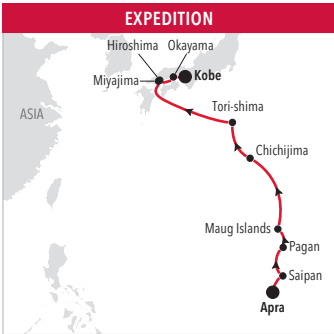 EXPEDITION
Hiroshima Okayama
Miyajima Kobe
Tori-shima
ASIA
Chichijima
Maug Islands
Pagan
Saipan
Apra